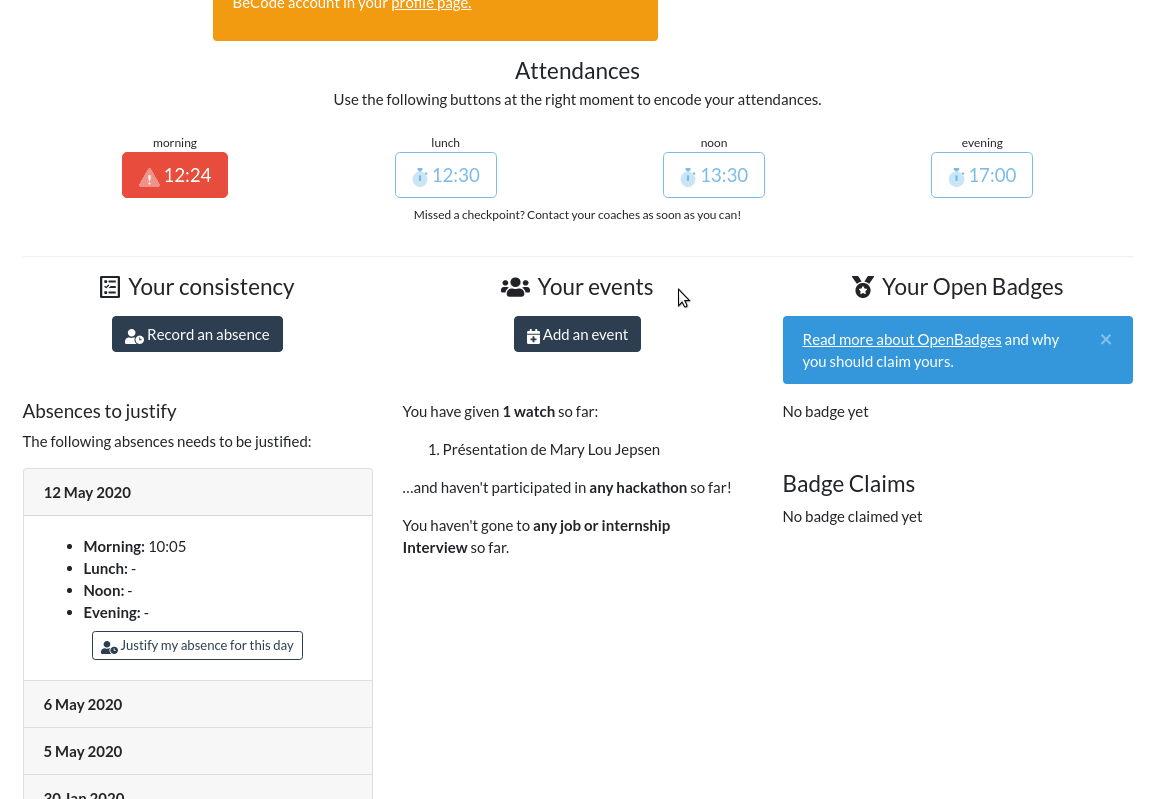 BeCode account in your profile page.
Attendances
Use the following buttons at the right moment to encode your attendances.
morning
12:24
lunch
12:30
noon
13:30
evening
17:00
Missed a checkpoint? Contact your coaches as soon as you can!
Your consistency
Record an absence
Absences to justify
The following absences needs to be justified:
12 May 2020
Morning: 10:05
Lunch: -
Noon: -
Evening: -
Justify my absence for this day
6 May 2020
5 May 2020
30 Jan 2020
Your events
Add an event
You have given 1 watch so far:
1. Présentation de Mary Lou Jepsen
…and haven't participated in any hackathon so far!
You haven't gone to any job or internship
Interview so far.
Your Open Badges
Read more about OpenBadges and why
you should claim yours.
No badge yet
Badge Claims
No badge claimed yet